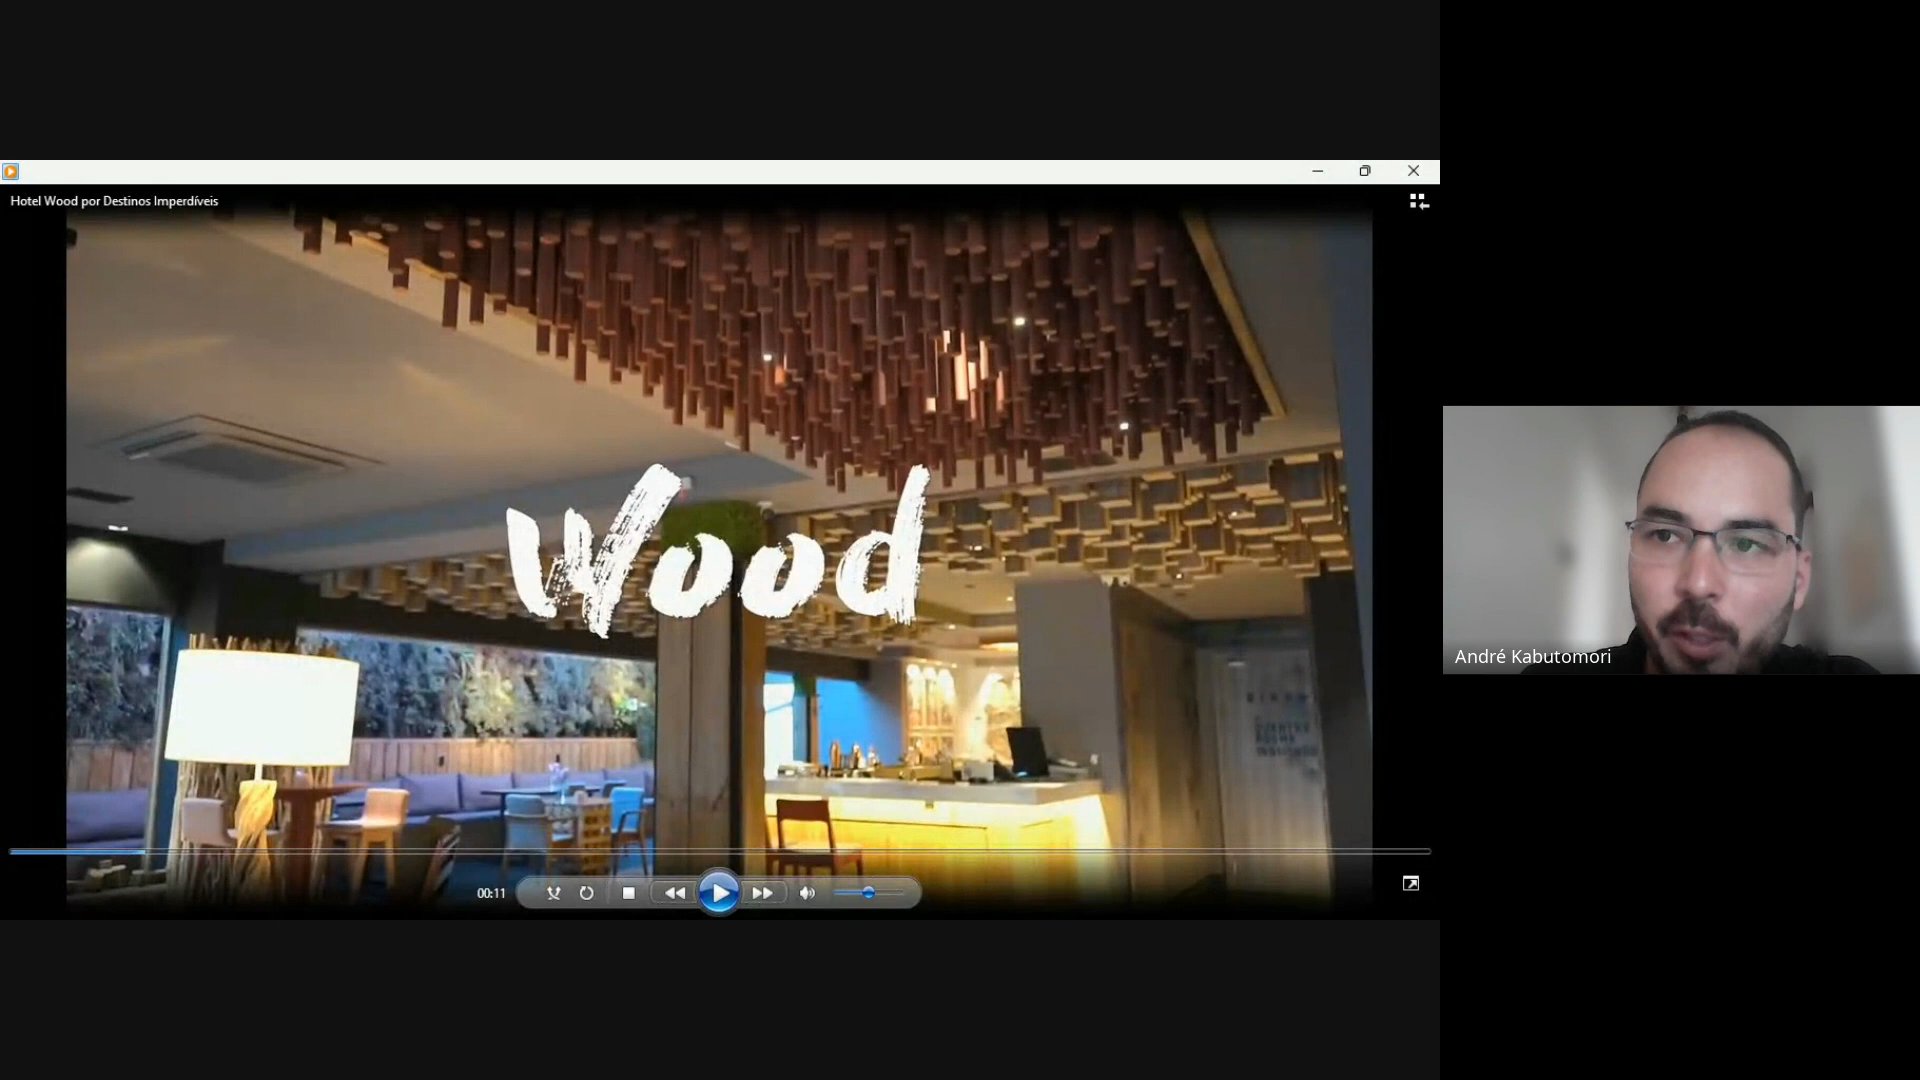 Hotel Wood por Destinos Imperdíveis
Wood
00:11
André Kabutomori